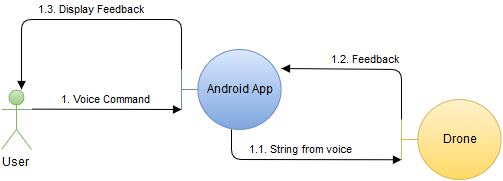 1.3. Display Feedback
1.2. Feedback
Android App
1. Voice Command
Drone
1.1. String from voice
User